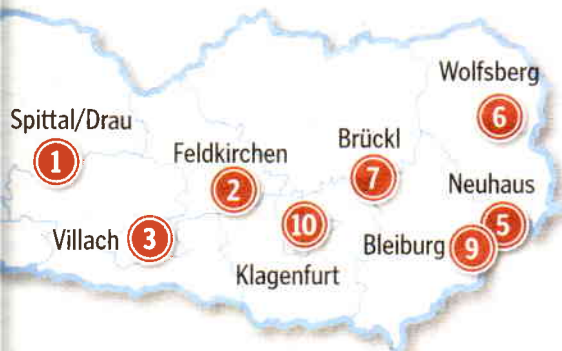 Wolfsberg
6
Spittal/Drau
1
Feldkirchen
2
Brückl
7
Neuhaus
5
Villach 3
10
Klagenfurt
Bleiburg 9